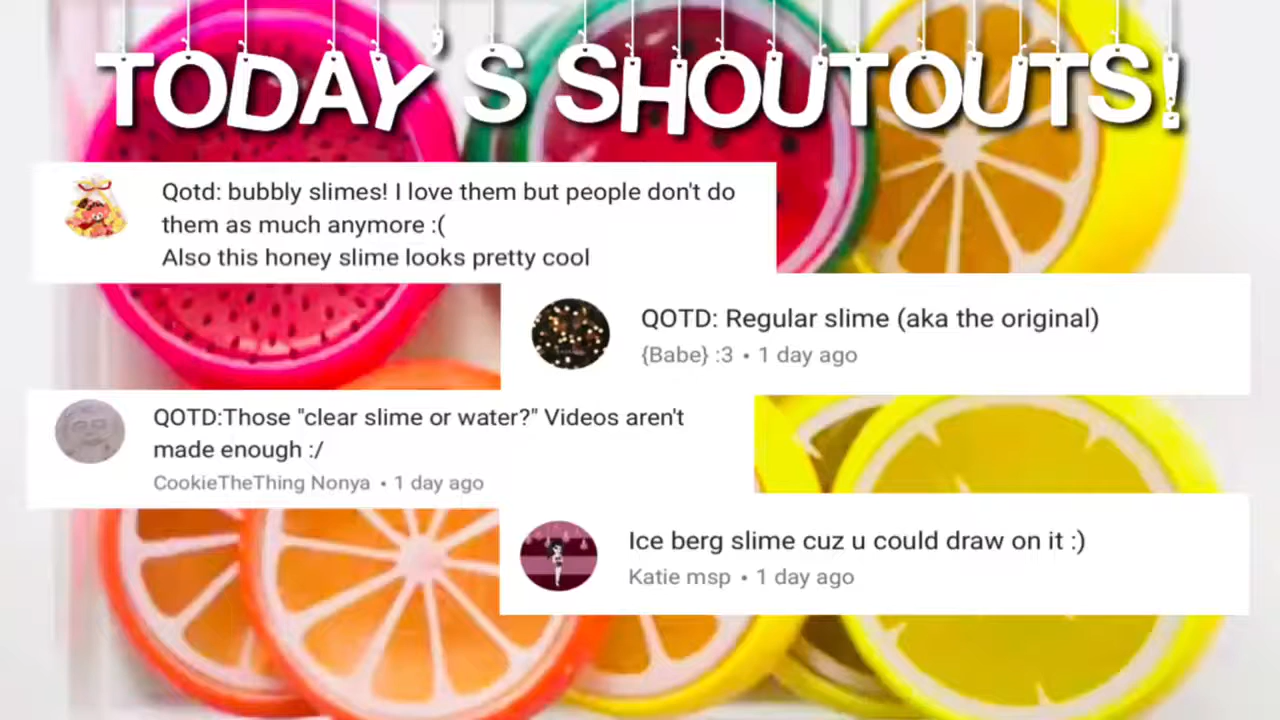 TODAY'S SHOUTOUTS!
Qotd: bubbly slimes! I love them but people don't do
them as much anymore :(
Also this honey slime looks pretty cool
QOTD: Regular slime (aka the original)
{Babe} :3 • 1 day ago
QOTD:Those "clear slime or water?" Videos aren't
made enough :/
CookieTheThing Nonya • 1 day ago
Ice berg slime cuz u could draw on it :)
Katie msp • 1 day ago